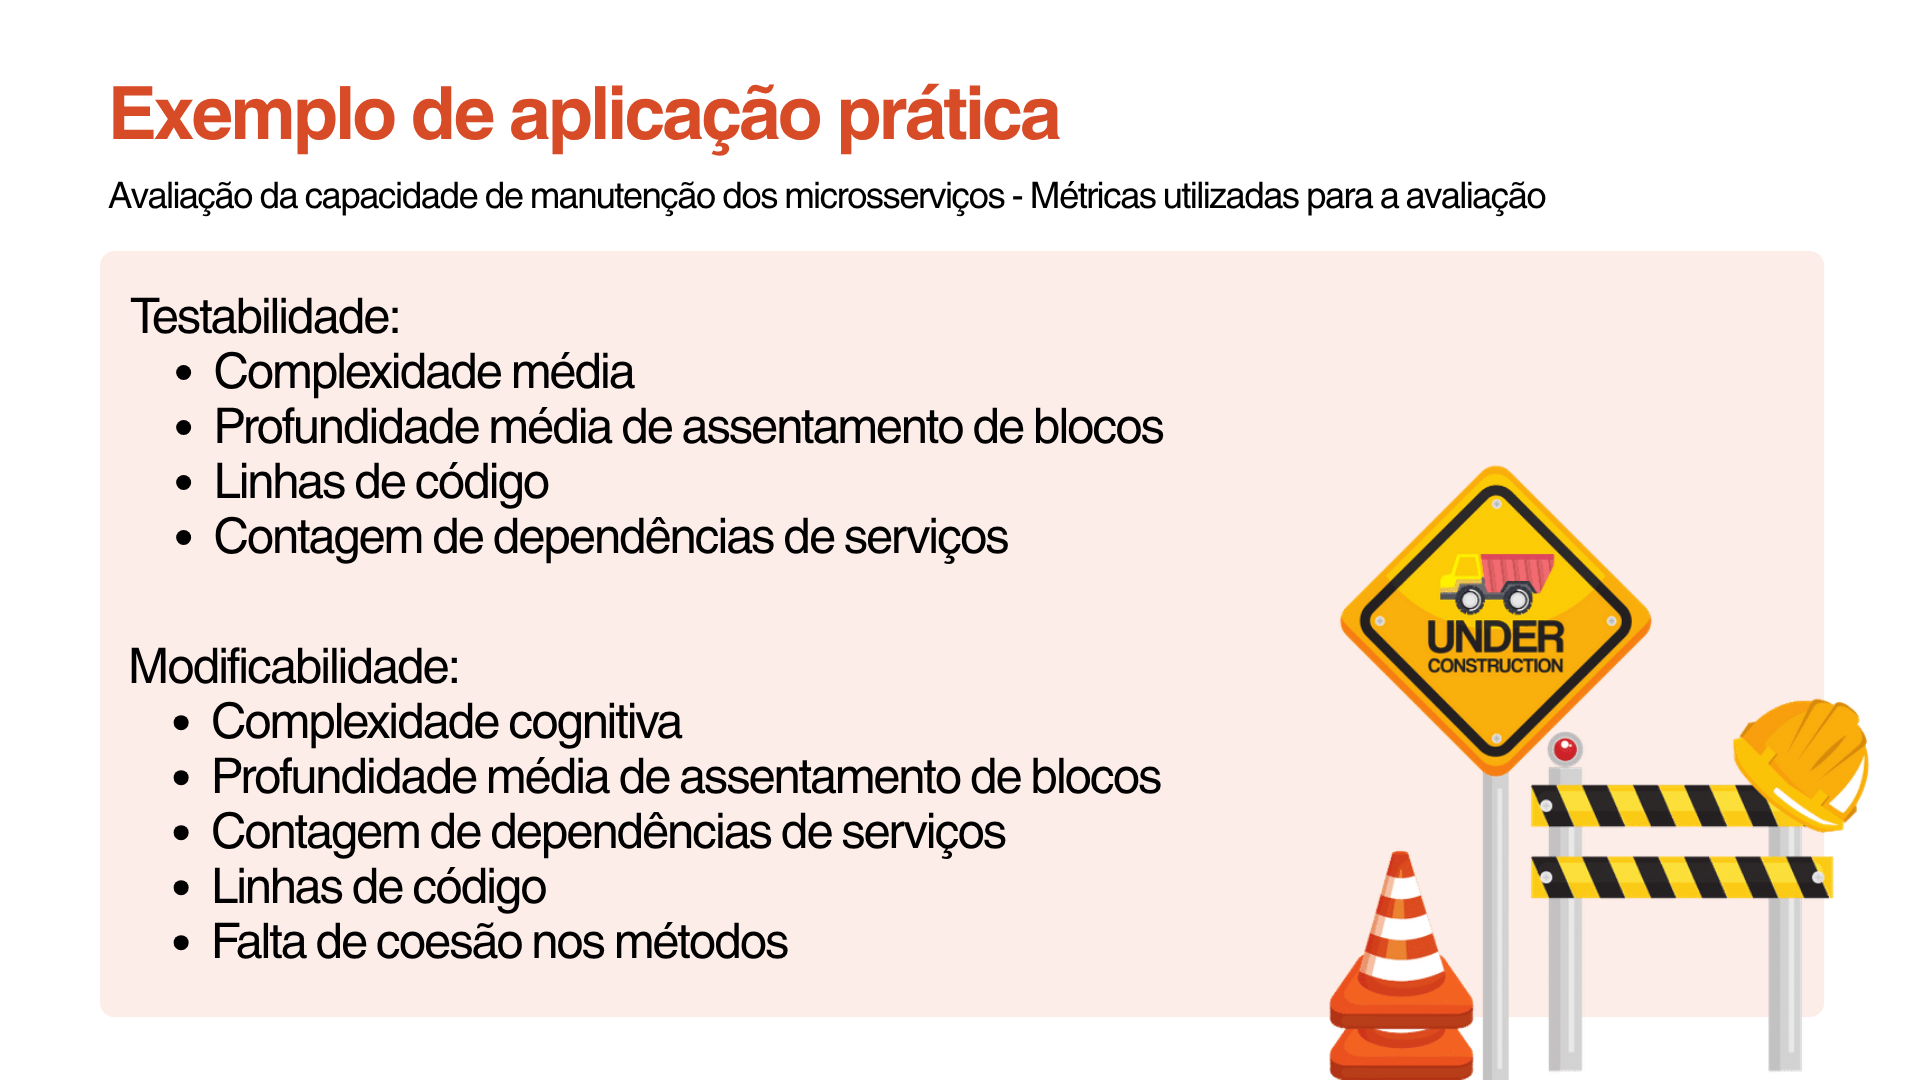 Exemplo de aplicação prática
Avaliação da capacidade de manutenção dos microsserviços - Métricas utilizadas para a avaliação
Testabilidade:
• Complexidade média
• Profundidade média de assentamento de blocos
• Linhas de código
• Contagem de dependências de serviços
Modificabilidade:
• Complexidade cognitiva
• Profundidade média de assentamento de blocos
• Contagem de dependências de serviços
• Linhas de código
• Falta de coesão nos métodos
UNDER
CONSTRUCTION